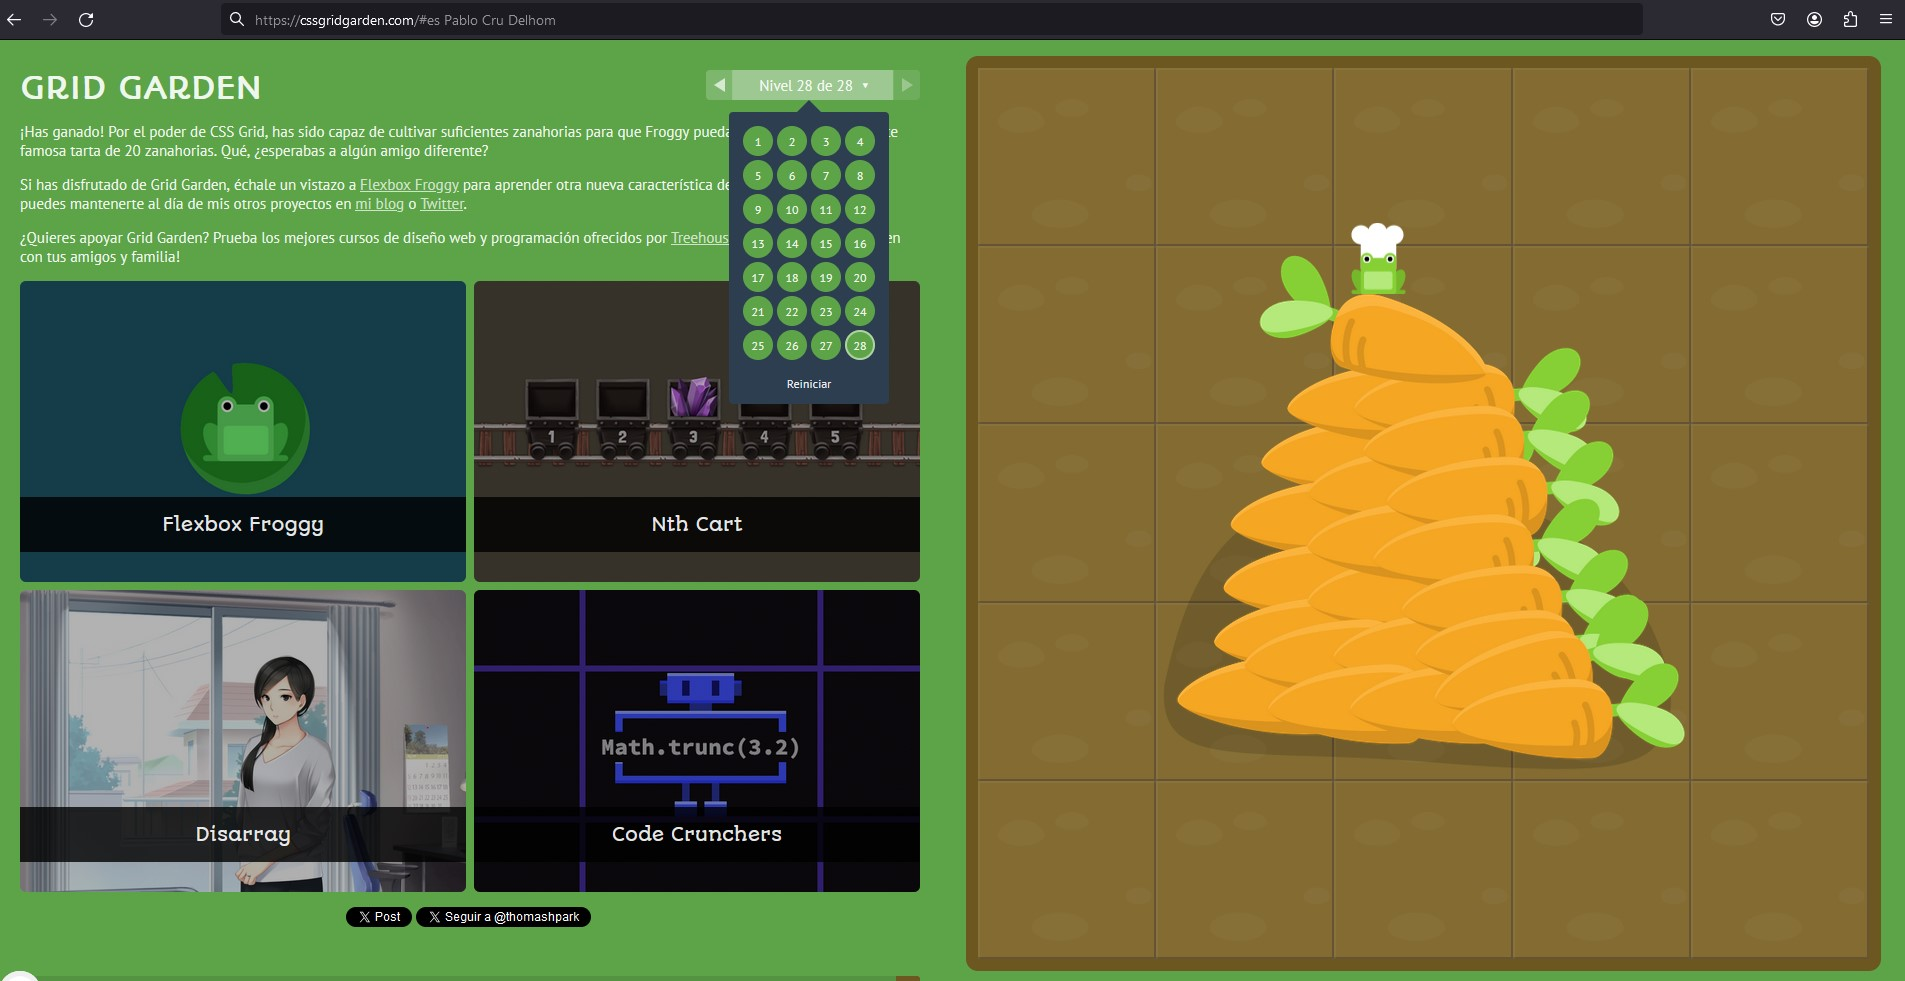 https://cssgridgarden.com/#es Pablo Cru Delhom
GRID GARDEN
Nivel 28 de 28
¡Has ganado! Por el poder de CSS Grid, has sido capaz de cultivar suficientes zanahorias para que Froggy pueda
famosa tarta de 20 zanahorias. Qué, ¿esperabas a algún amigo diferente?
Si has disfrutado de Grid Garden, échale un vistazo a Flexbox Froggy para aprender otra nueva característica de
puedes mantenerte al día de mis otros proyectos en mi blog o Twitter.
¿Quieres apoyar Grid Garden? Prueba los mejores cursos de diseño web y programación ofrecidos por Treehous en
con tus amigos y familia!
1 2 3 4
5 6 7 8
9 10 11 12
13 14 15 16
17 18 19 20
21 22 23 24
25 26 27 28
Reiniciar
Flexbox Froggy
1 2 3 4 5
Nth Cart
Disarray
Math.trunc(3.2)
Code Crunchers
Post
Seguir a @thomashpark